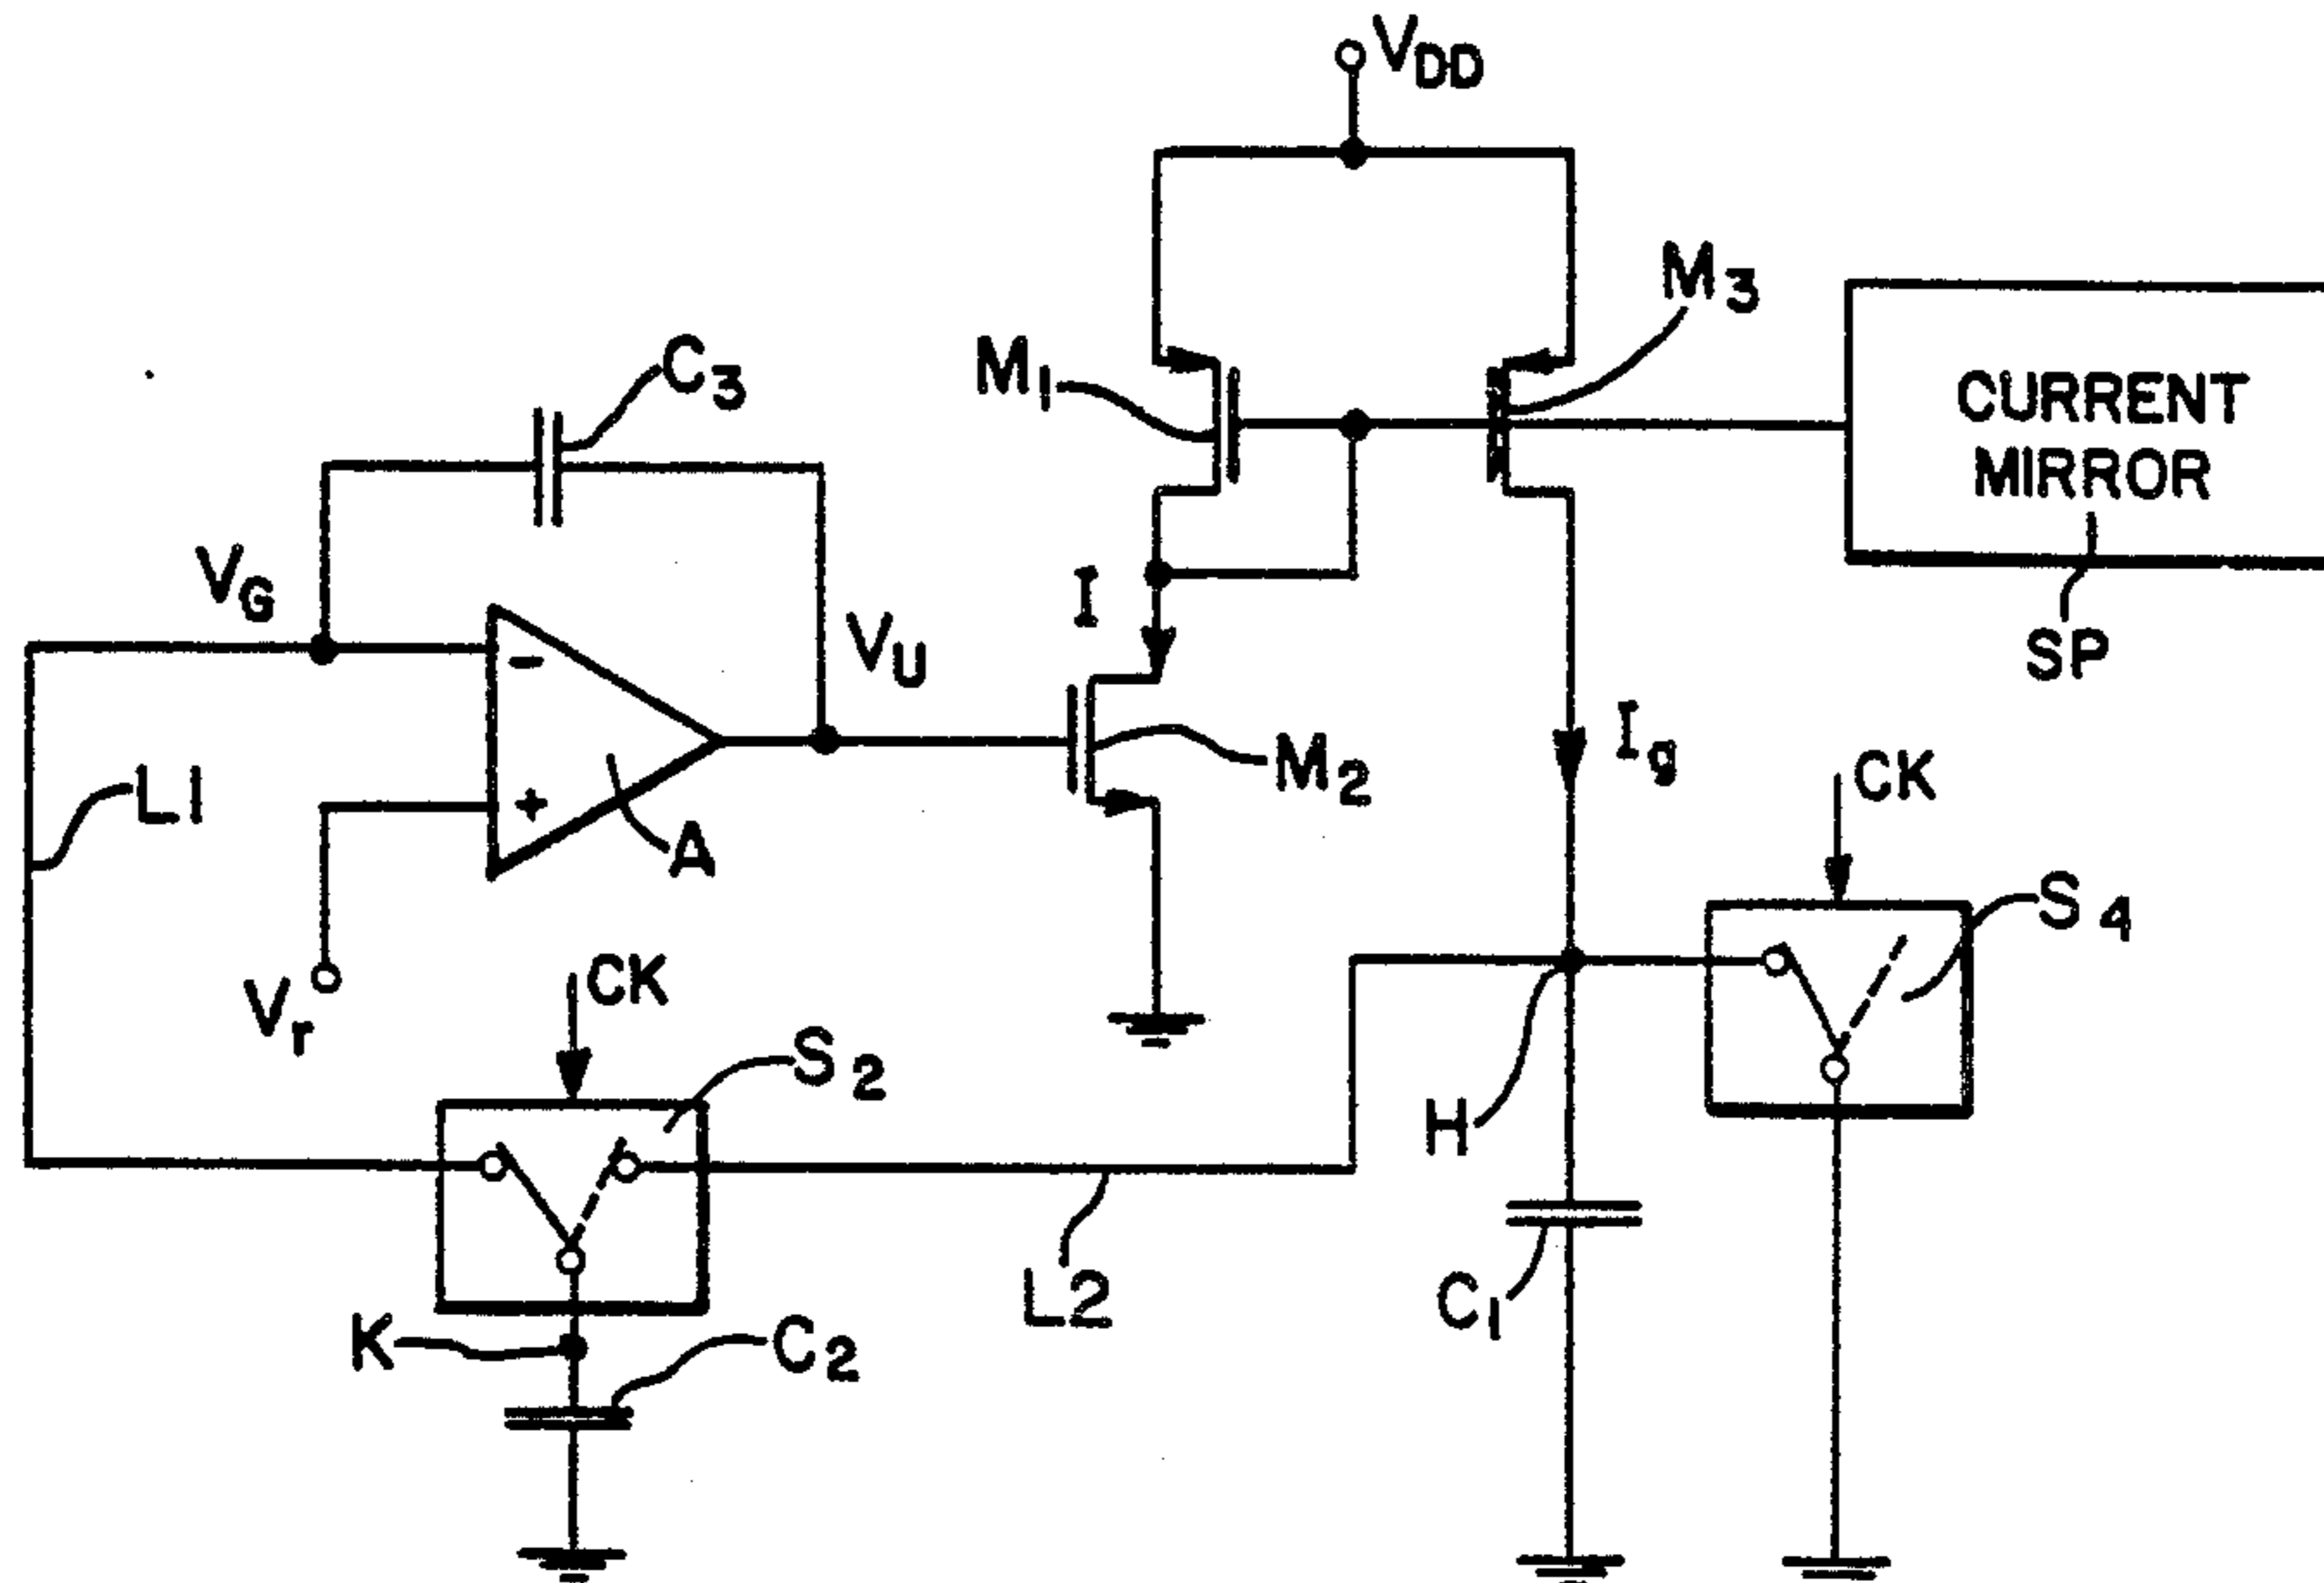 VDD
M3
C3
M1
CURRENT
MIRROR
VG
I
VU
SP
-
Ig
L1
M2
CK
+
A
S4
Vr
CK
S2
H
K
C2
L2
C1